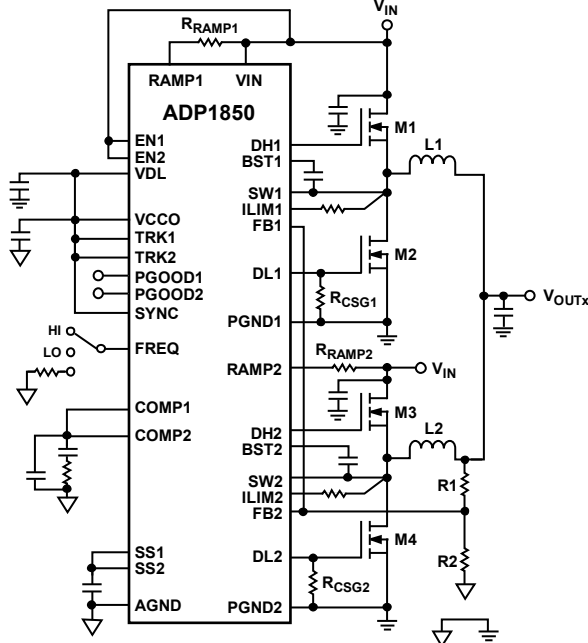 VIN
RRAMP1
RAMP1 VIN
ADP1850
EN1
EN2
VDL
VCCO
TRK1
TRK2
PGOOD1
PGOOD2
SYNC
HI
LO
FREQ
COMP1
COMP2
SS1
SS2
AGND
DH1
BST1
SW1
ILIM1
FB1
DL1
PGND1
RAMP2
DH2
BST2
SW2
ILIM2
FB2
DL2
PGND2
M1
L1
M2
RCSG1
VOUTx
RRAMP2
VIN
M3
L2
R1
M4
R2
RCSG2